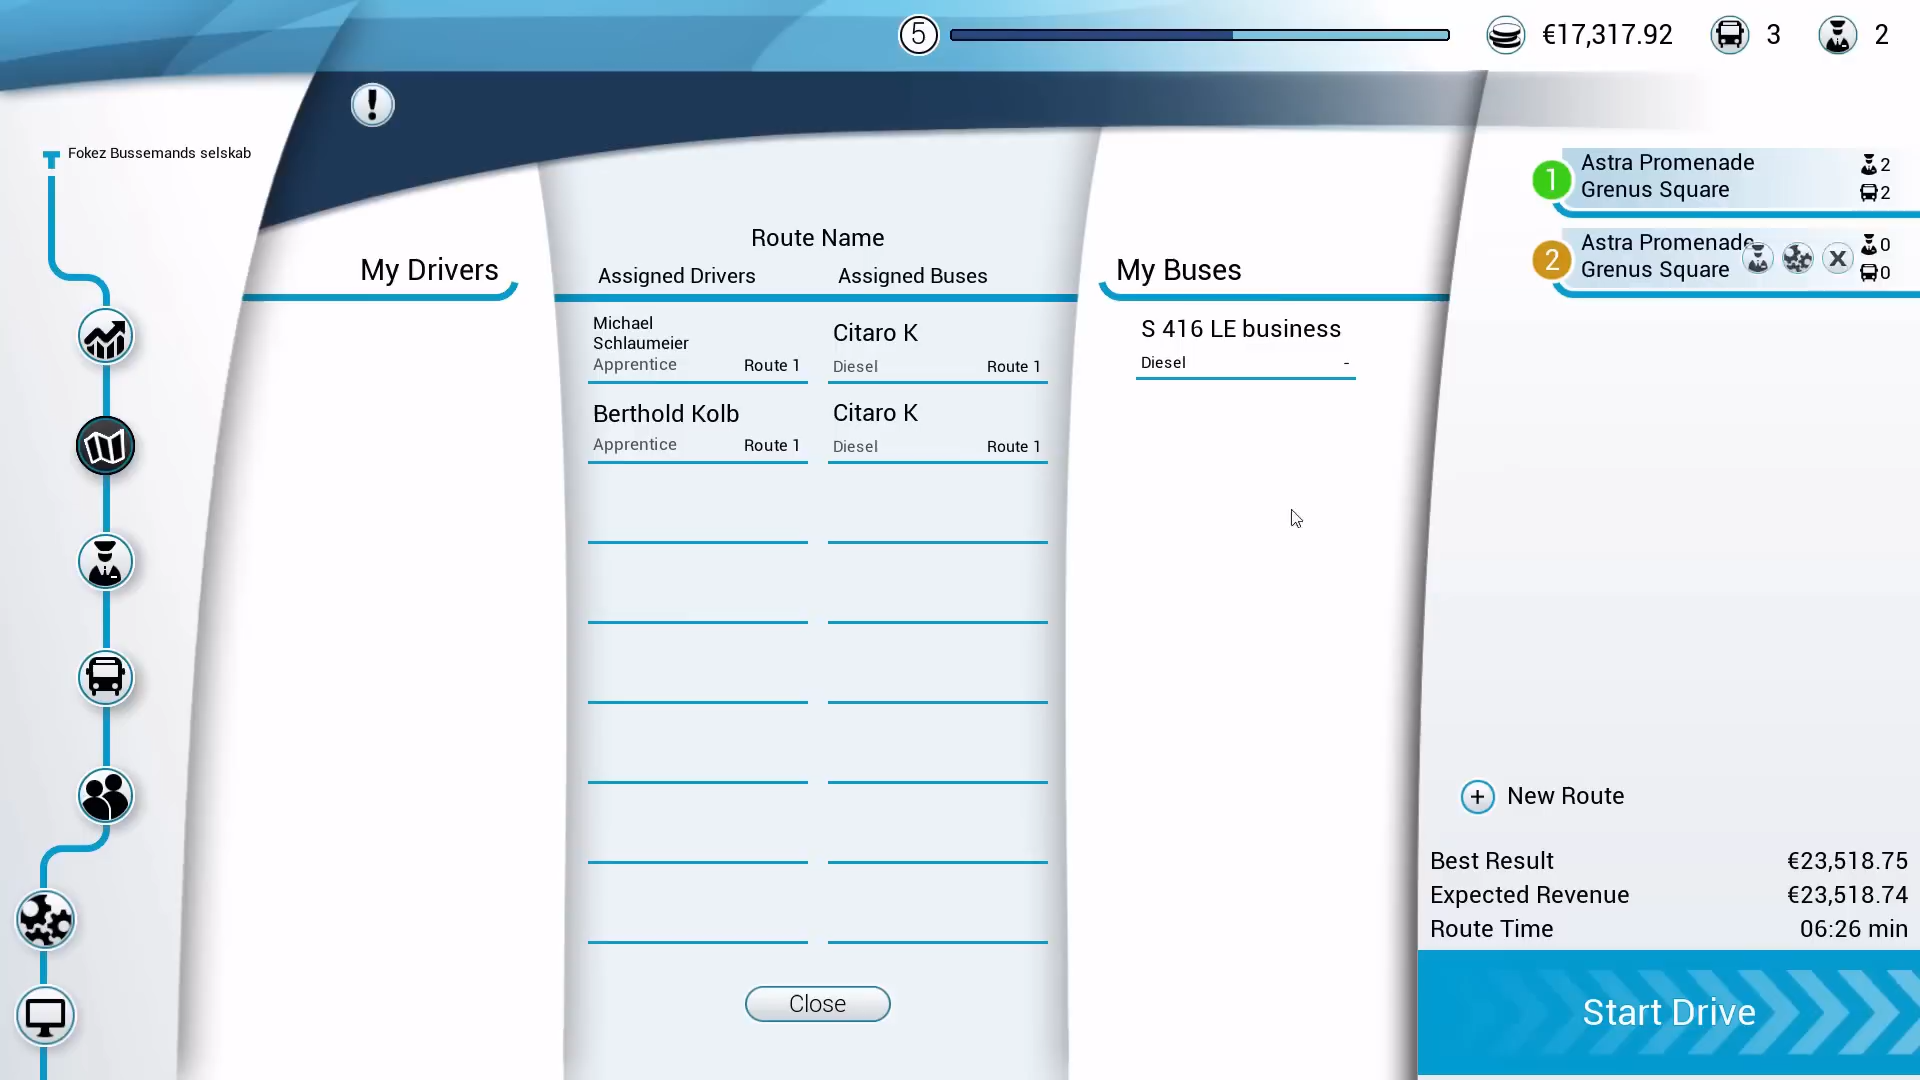 5
€17,317.92
3
2
!
Fokez Bussemands selskab
My Drivers
Route Name
Assigned Drivers
Assigned Buses
Michael
Schlaumeier
Apprentice
Route 1
Citaro K
Diesel
Route 1
Berthold Kolb
Apprentice
Route 1
Citaro K
Diesel
Route 1
Close
My Buses
S 416 LE business
Diesel
-
1
Astra Promenade
Grenus Square
2
2
2
Astra Promenade
Grenus Square
X
0
0
+ New Route
Best Result €23,518.75
Expected Revenue €23,518.74
Route Time 06:26 min
Start Drive